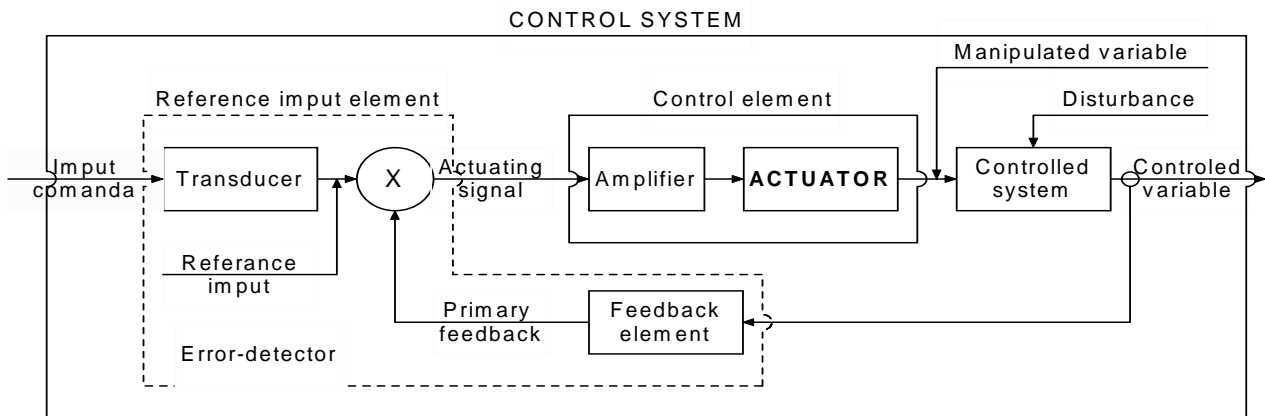 CONTROL SYSTEM
Manipulated variable
Reference imput element
Control element
Disturbance
Imput
comanda
Transducer
X
Actuating
signal
Amplifier
ACTUATOR
Controlled
system
Controled
variable
Referance
imput
Primary
feedback
Feedback
element
Error-detector